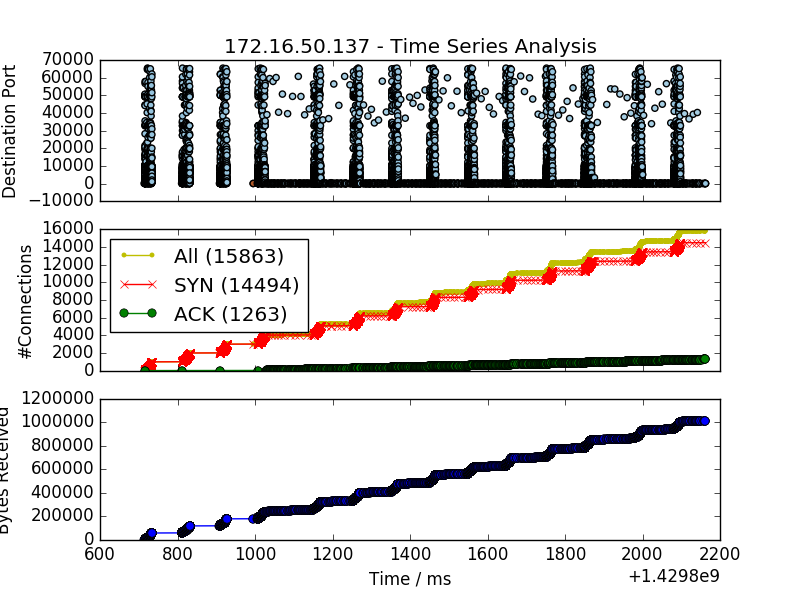 172.16.50.137 - Time Series Analysis
70000
60000
50000
40000
30000
20000
10000
0
-10000
Destination Port
16000
14000
12000
10000
8000
6000
4000
2000
0
#Connections
All (15863)
SYN (14494)
ACK (1263)
1200000
1000000
800000
600000
400000
200000
0
Bytes Received
600 800 1000 1200 1400 1600 1800 2000 2200
Time / ms
+1.4298e9